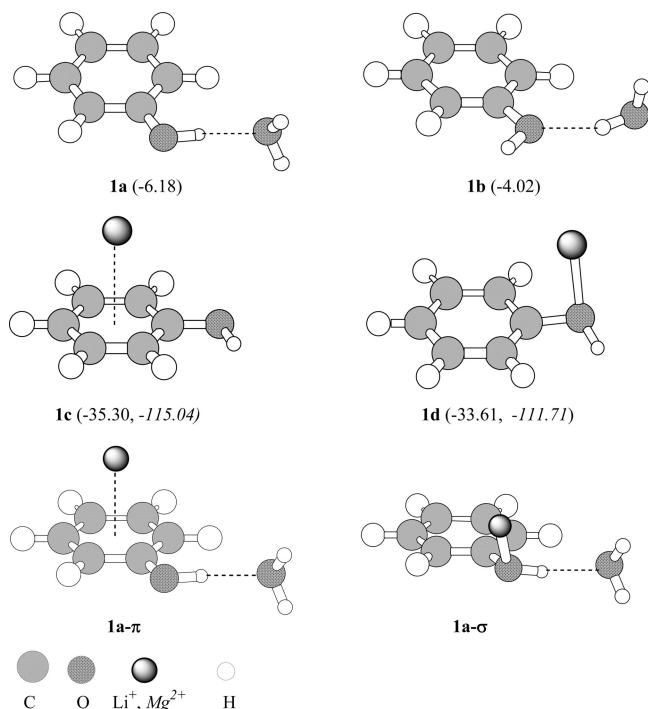 1a (-6.18)
1b (-4.02)
1c (-35.30, -115.04)
1d (-33.61, -111.71)
1a-π
1a-σ
C O Li+, Mg2+ H